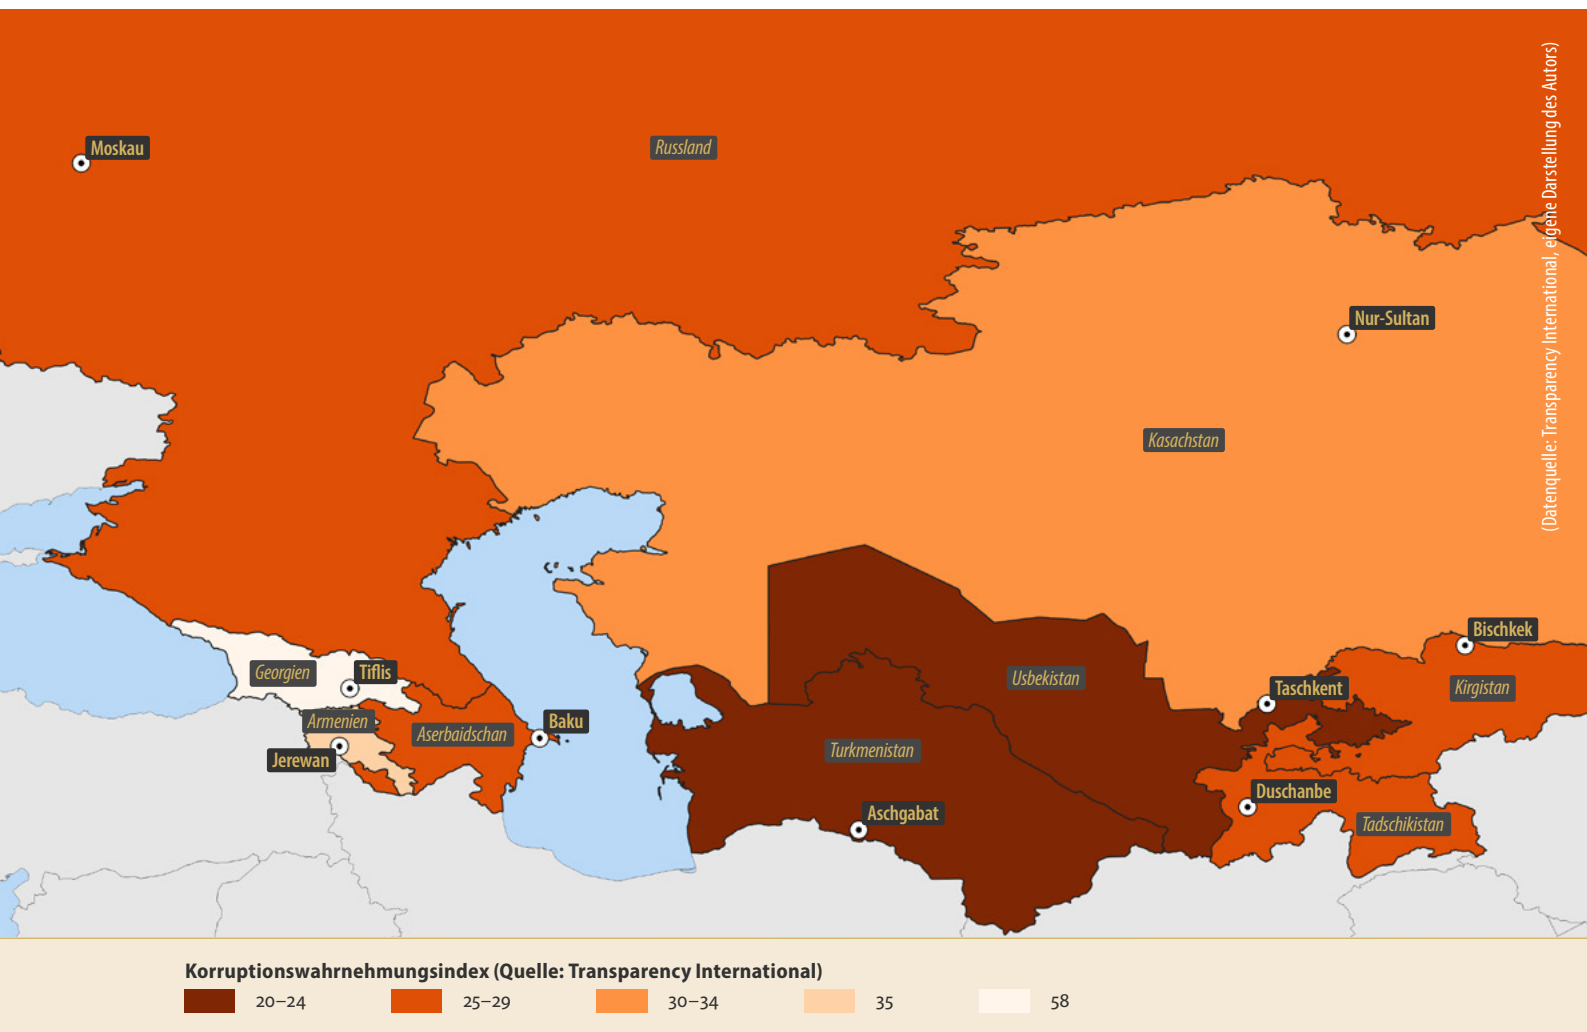 Moskau
Russland
(Datenquelle: Transparency International, eigene Darstellung des Autors)
Nur-Sultan
Kasachstan
Bischkek
Georgien
Tiflis
Usbekistan
Taschkent
Kirgistan
Armenien
Aserbaidschan
Baku
Jerewan
Turkmenistan
Duschanbe
Aschgabat
Tadschikistan
Korruptionswahrnehmungsindex (Quelle: Transparency International)
20–24 25–29 30–34 35 58